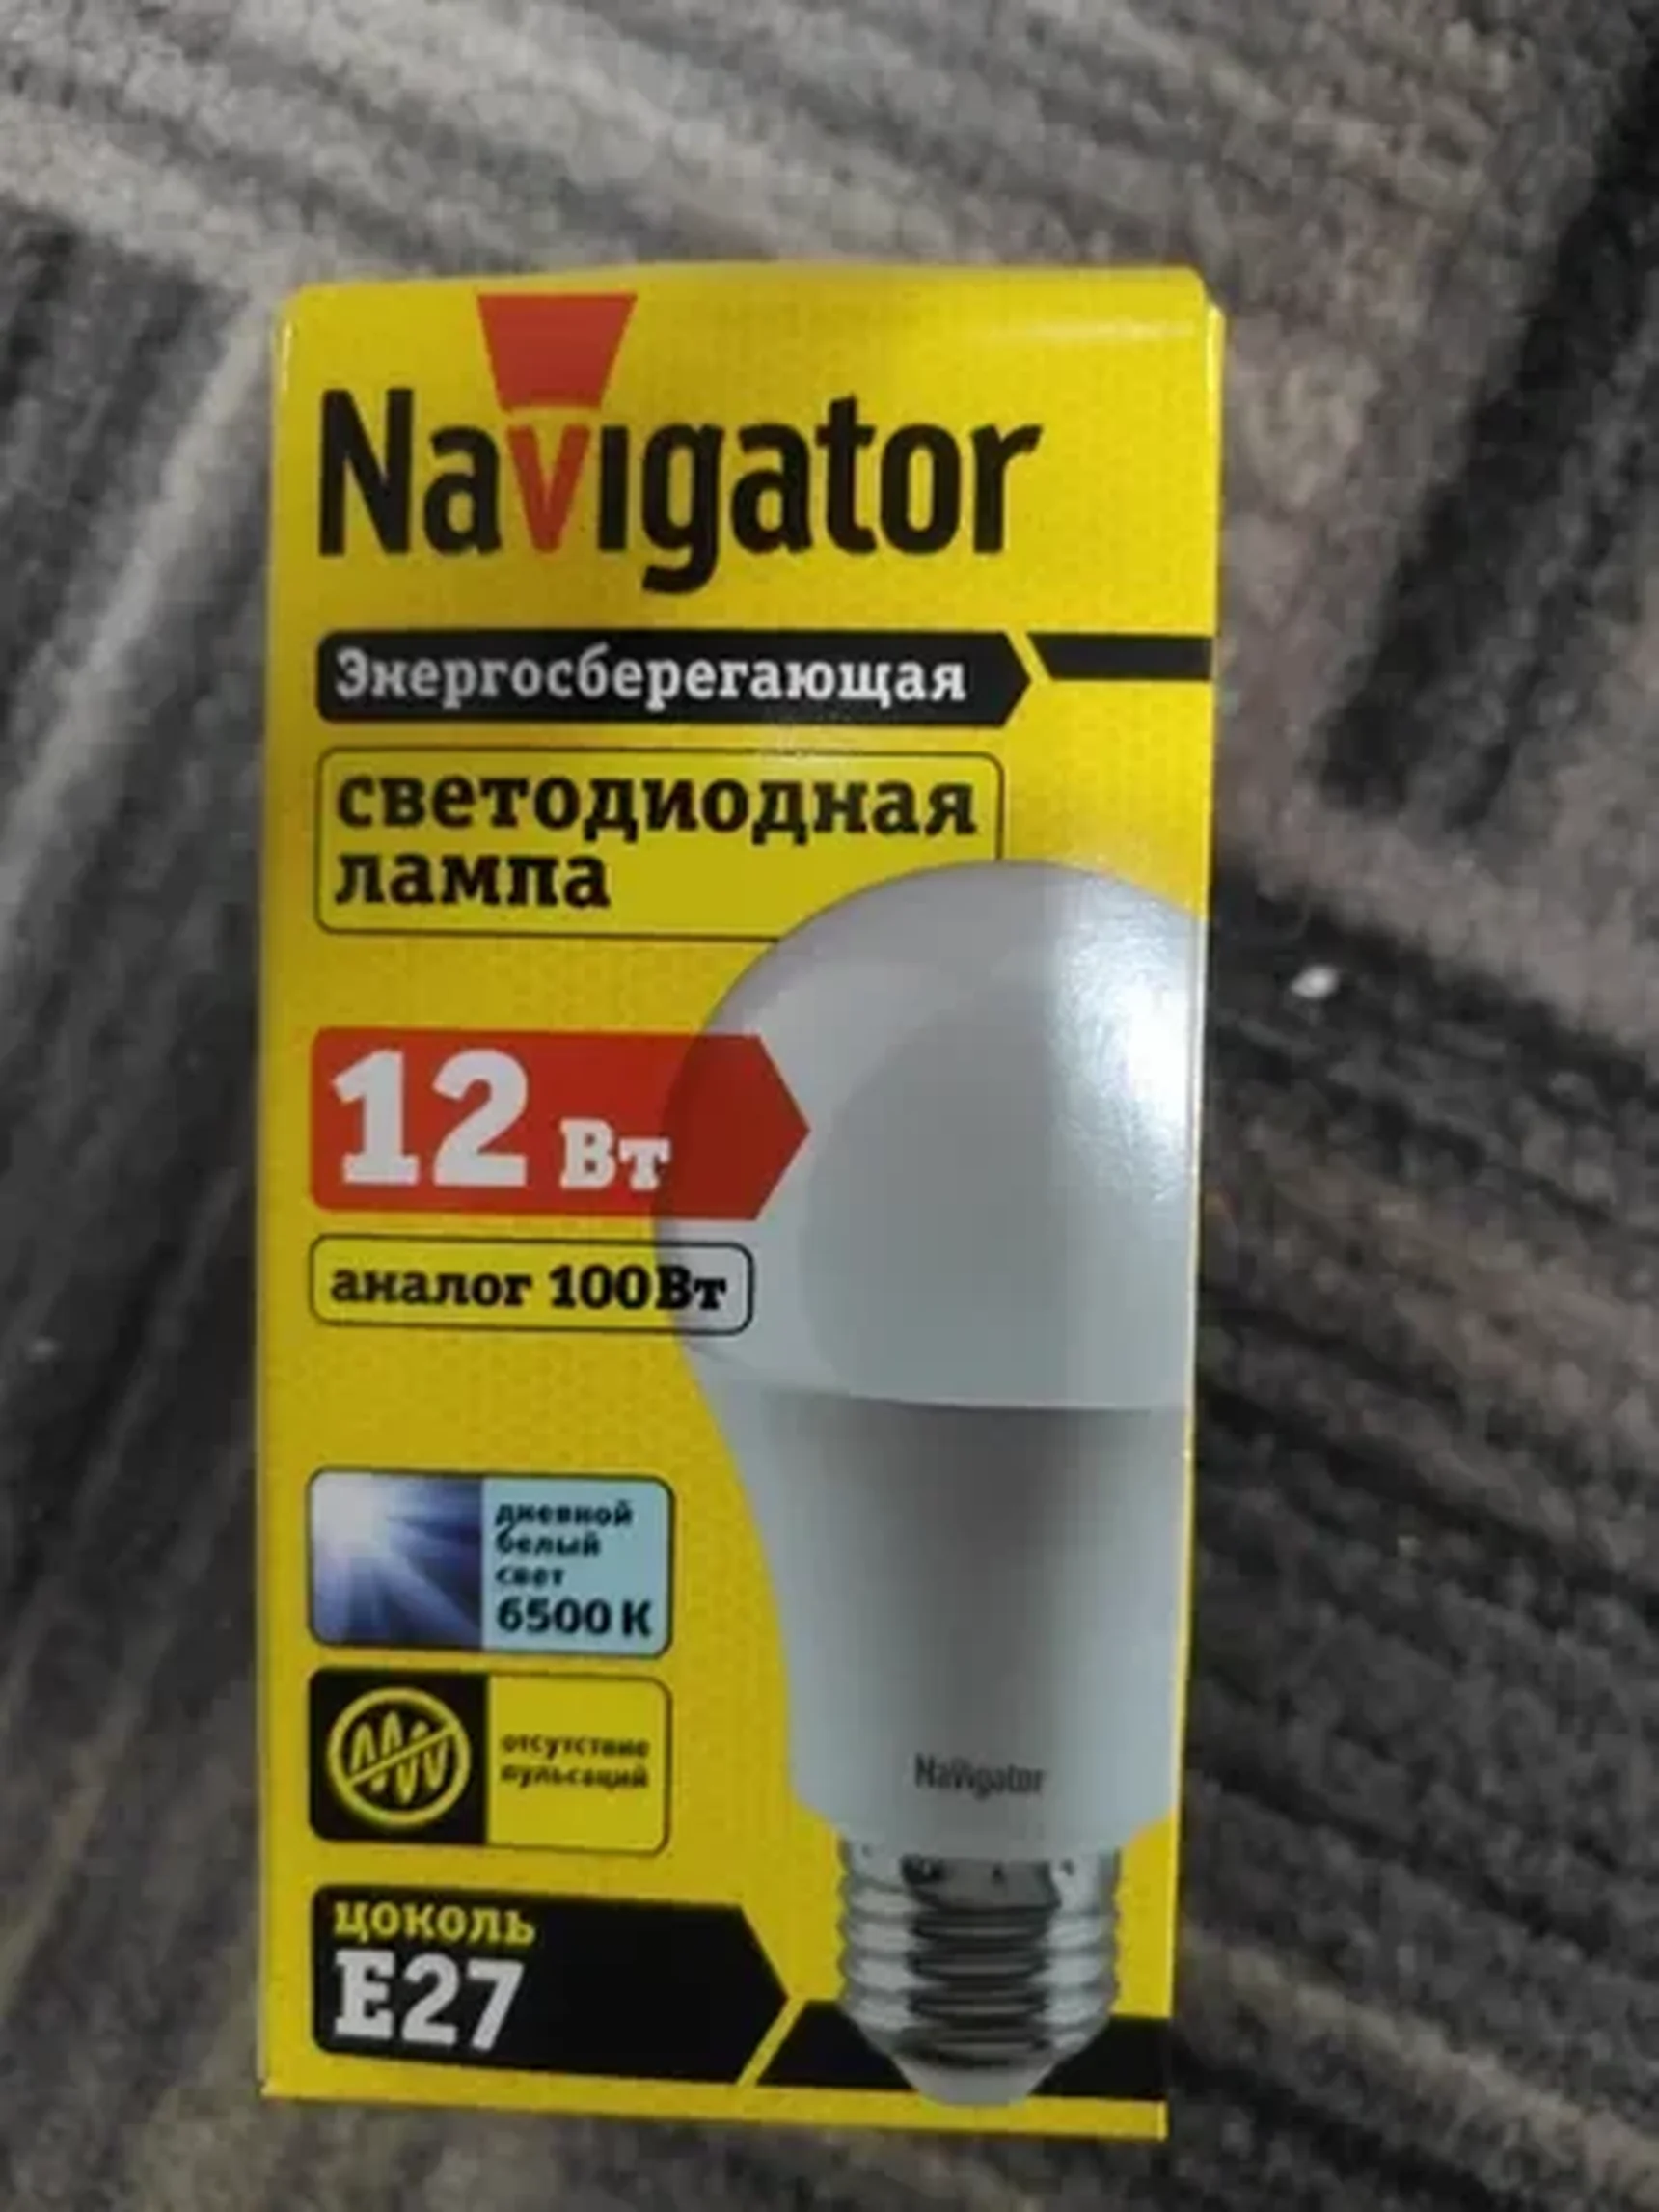 Navigator
Энергосберегающая
светодиодная
лампа
12 Вт
аналог 100Вт
дневной
белый
свет
6500 К
отсутствие
пульсаций
Navigator
цоколь
E27